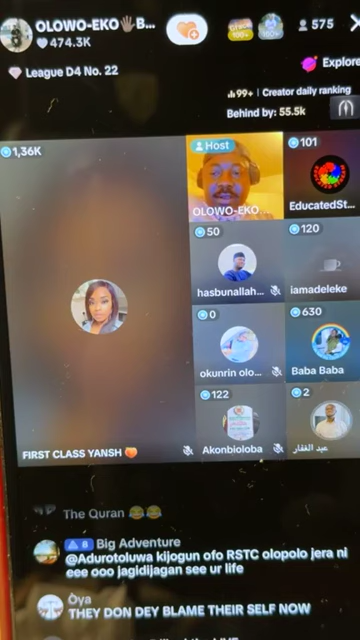 OLOWO-EKO🖐🏿B...
474.3K
100+
575
League D4 No. 22
Explore
99+ | Creator daily ranking
Behind by: 55.5k
1,36K
Host
OLOWO-EKO...
101
EducatedSt...
50
hasbunallah...
120
iamadeleke
0
okunrin olo...
630
Baba Baba
FIRST CLASS YANSH
122
Akonbioloba
2
عبد الغفار
The Quran 😂😂
8 Big Adventure
@Adurotoluwa kijogun ofo RSTC olopolo jera ni
eee ooo jagidijagan see ur life
Òya
THEY DON DEY BLAME THEIR SELF NOW